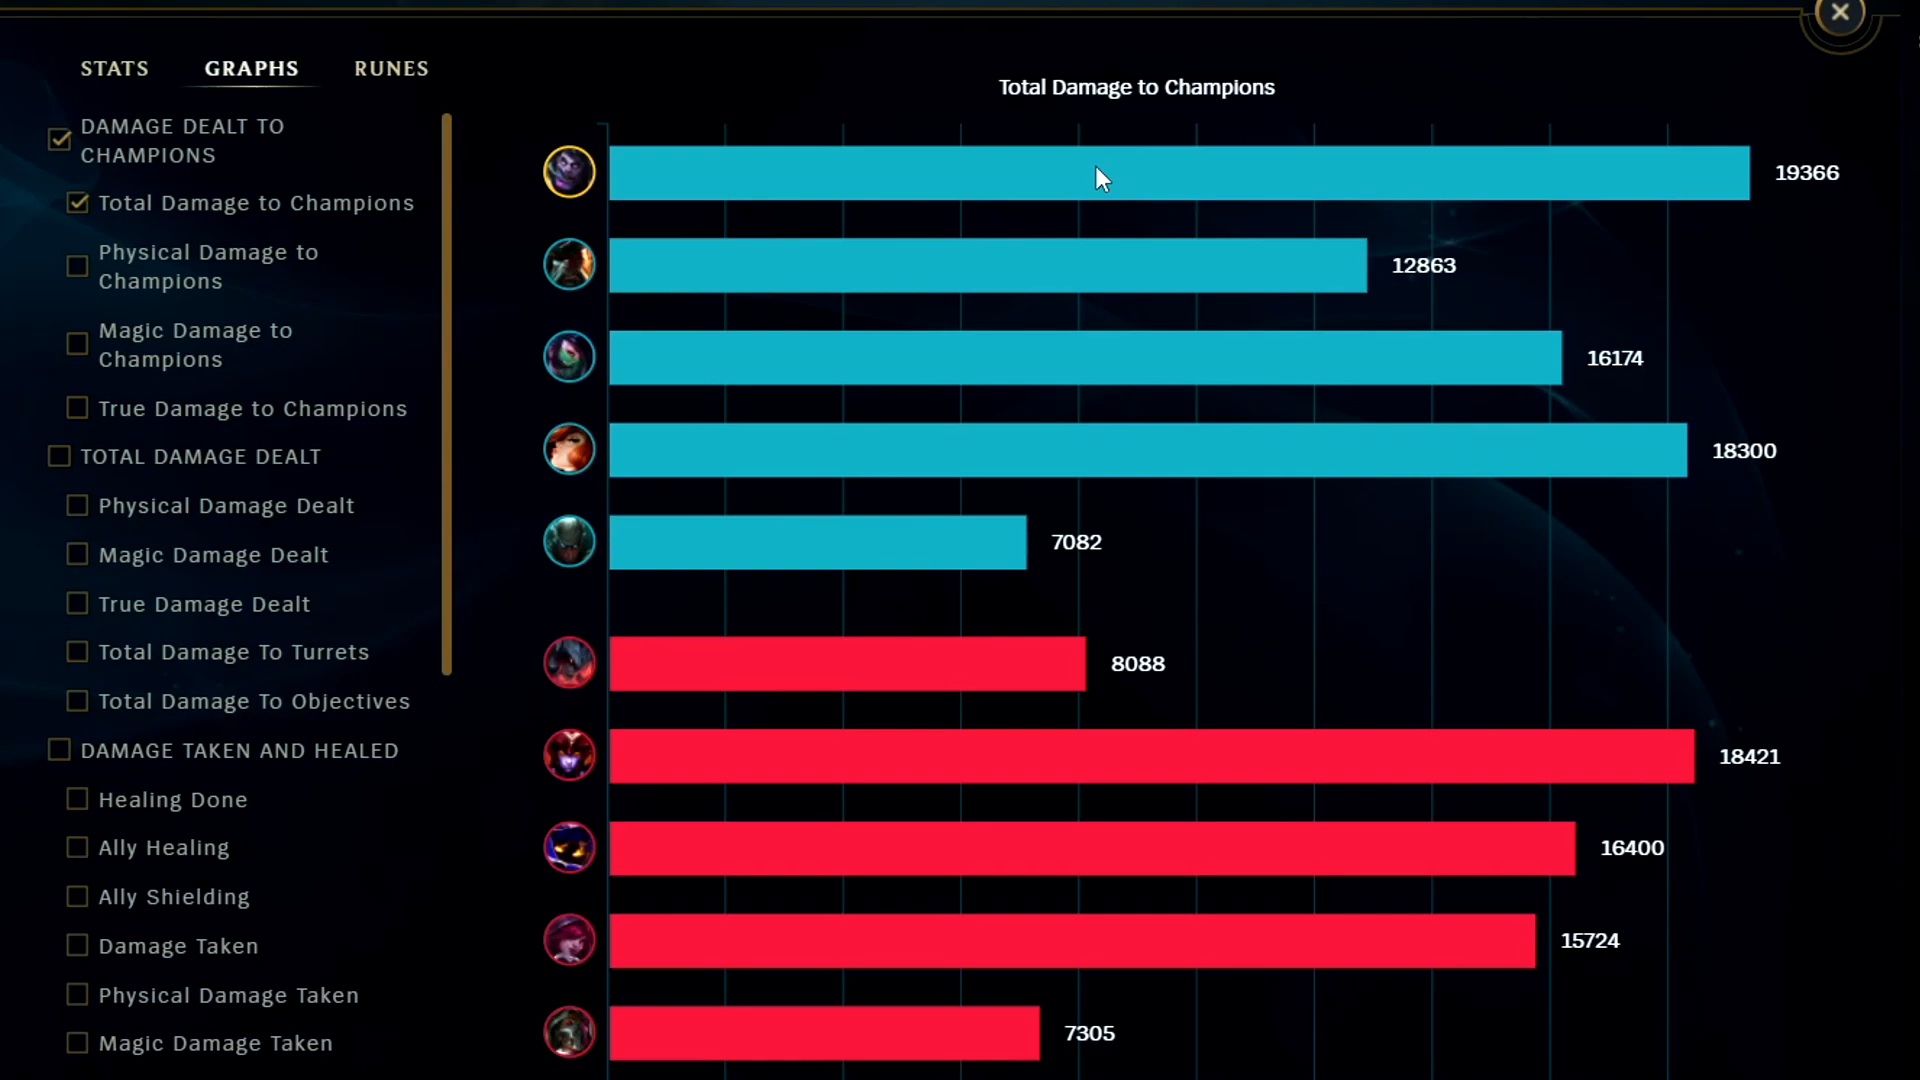 STATS GRAPHS RUNES
DAMAGE DEALT TO
CHAMPIONS
Total Damage to Champions
Physical Damage to
Champions
Magic Damage to
Champions
True Damage to Champions
TOTAL DAMAGE DEALT
Physical Damage Dealt
Magic Damage Dealt
True Damage Dealt
Total Damage To Turrets
Total Damage To Objectives
DAMAGE TAKEN AND HEALED
Healing Done
Ally Healing
Ally Shielding
Damage Taken
Physical Damage Taken
Magic Damage Taken
Total Damage to Champions
19366
12863
16174
18300
7082
8088
18421
16400
15724
7305